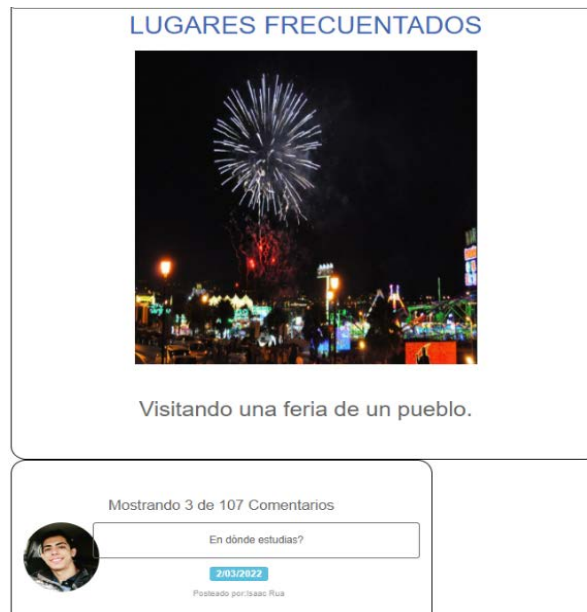 LUGARES FRECUENTADOS
Visitando una feria de un pueblo.
Mostrando 3 de 107 Comentarios
En dónde estudias?
2/03/2022
Posteado por:Isaac Rua